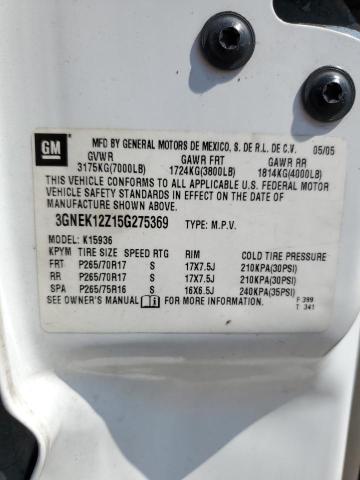 GM
MFD BY GENERAL MOTORS DE MEXICO, S. DE R.L. DE C.V. 05/05
GVWR GAWR FRT GAWR RR
3175KG(7000LB) 1724KG(3800LB) 1814KG(4000LB)
THIS VEHICLE CONFORMS TO ALL APPLICABLE U.S. FEDERAL MOTOR
VEHICLE SAFETY STANDARDS IN EFFECT ON THE DATE OF
MANUFACTURE SHOWN ABOVE.
3GNEK12Z15G275369 TYPE: M.P.V.
MODEL: K15936
KPYM TIRE SIZE SPEED RTG RIM COLD TIRE PRESSURE
FRT P265/70R17 S 17X7.5J 210KPA(30PSI)
RR P265/70R17 S 17X7.5J 210KPA(30PSI)
SPA P265/75R16 S 16X6.5J 240KPA(35PSI)
SEE OWNER'S MANUAL FOR MORE INFORMATION. F 399
T 341